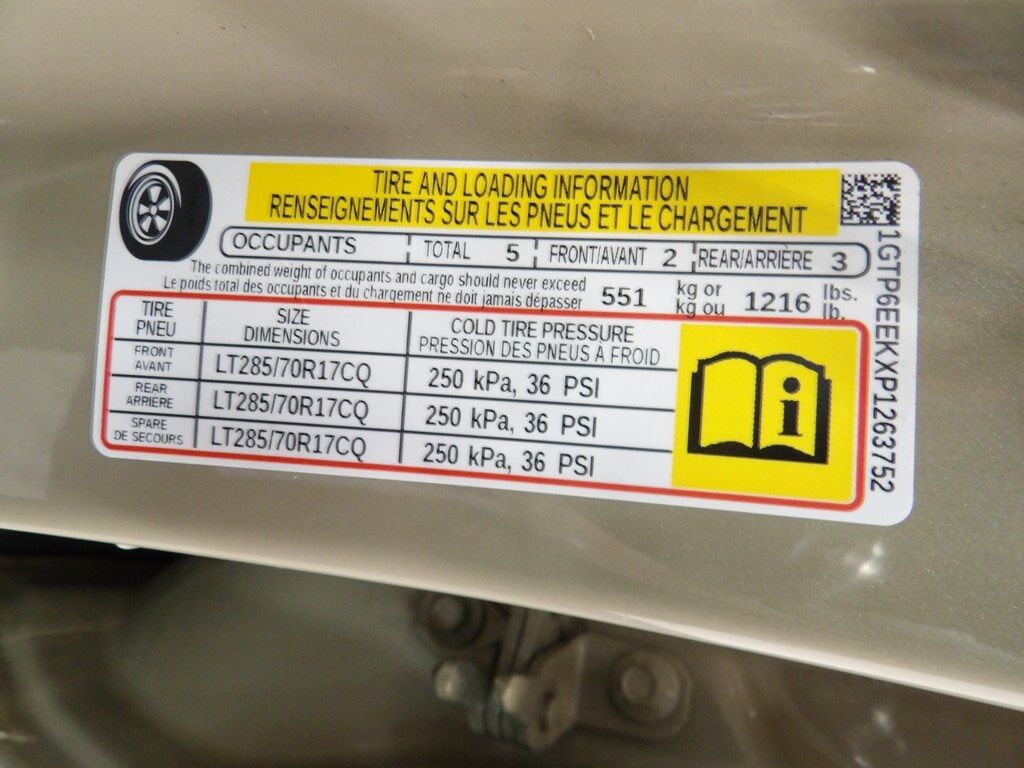 TIRE AND LOADING INFORMATION
RENSEIGNEMENTS SUR LES PNEUS ET LE CHARGEMENT
OCCUPANTS TOTAL 5 FRONT/AVANT 2 REAR/ARRIÈRE 3
The combined weight of occupants and cargo should never exceed 551 kg or 1216 lbs.
Le poids total des occupants et du chargement ne doit jamais dépasser kg ou lb.
TIRE SIZE COLD TIRE PRESSURE
PNEU DIMENSIONS PRESSION DES PNEUS A FROID
FRONT
AVANT LT285/70R17CQ 250 kPa, 36 PSI
REAR
ARRIERE LT285/70R17CQ 250 kPa, 36 PSI
SPARE
DE SECOURS LT285/70R17CQ 250 kPa, 36 PSI
i
1GTP6EEKXP1263752